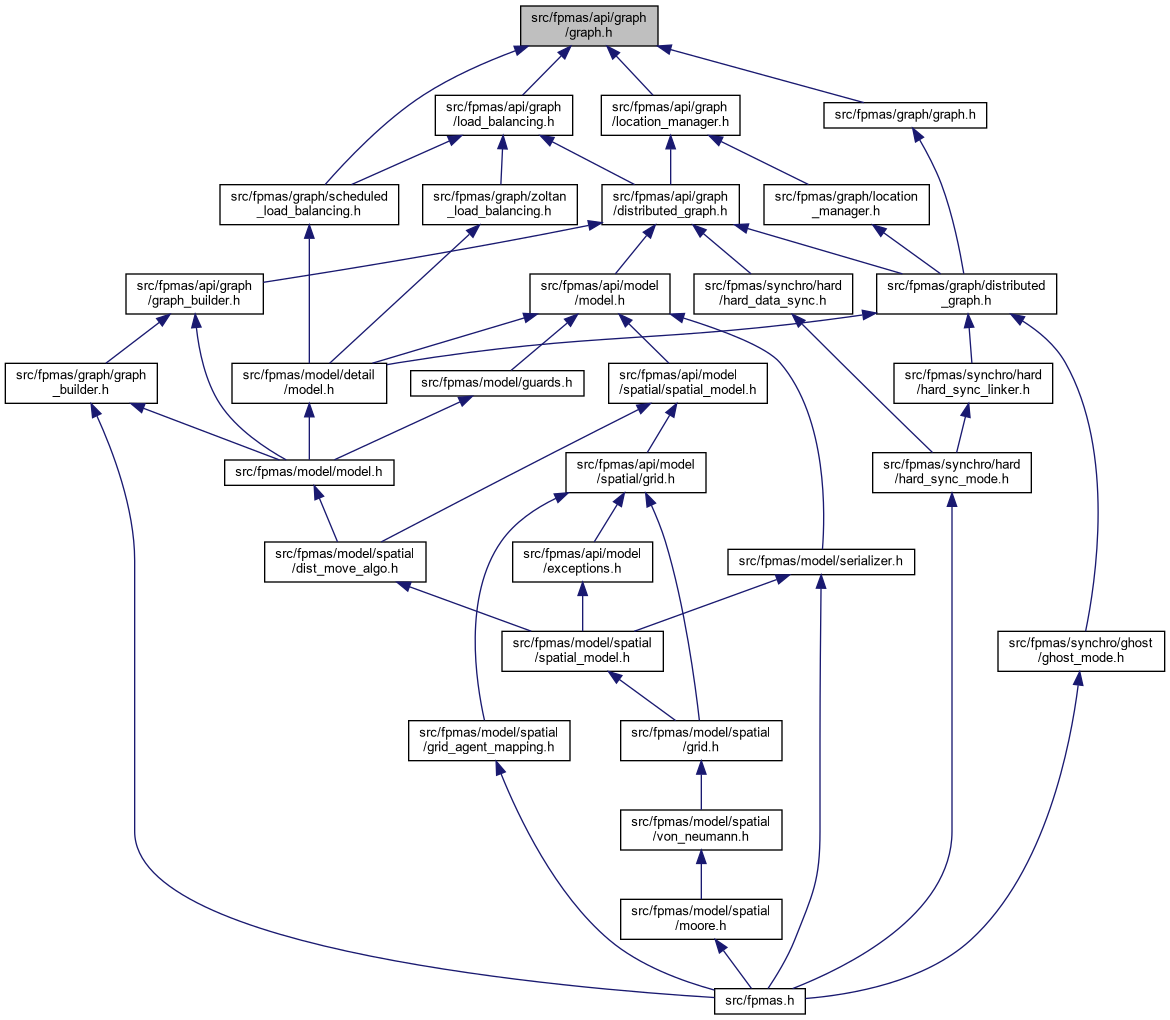 src/fpmas/api/graph
/graph.h
src/fpmas/api/graph
/load_balancing.h
src/fpmas/api/graph
/location_manager.h
src/fpmas/graph/graph.h
src/fpmas/graph/scheduled
_load_balancing.h
src/fpmas/graph/zoltan
_load_balancing.h
src/fpmas/api/graph
/distributed_graph.h
src/fpmas/graph/location
_manager.h
src/fpmas/api/graph
/graph_builder.h
src/fpmas/api/model
/model.h
src/fpmas/synchro/hard
/hard_data_sync.h
src/fpmas/graph/distributed
_graph.h
src/fpmas/graph/graph
_builder.h
src/fpmas/model/detail
/model.h
src/fpmas/model/guards.h
src/fpmas/api/model
/spatial/spatial_model.h
src/fpmas/synchro/hard
/hard_sync_linker.h
src/fpmas/model/model.h
src/fpmas/api/model
/spatial/grid.h
src/fpmas/synchro/hard
/hard_sync_mode.h
src/fpmas/model/spatial
/dist_move_algo.h
src/fpmas/api/model
/exceptions.h
src/fpmas/model/serializer.h
src/fpmas/model/spatial
/spatial_model.h
src/fpmas/synchro/ghost
/ghost_mode.h
src/fpmas/model/spatial
/grid_agent_mapping.h
src/fpmas/model/spatial
/grid.h
src/fpmas/model/spatial
/von_neumann.h
src/fpmas/model/spatial
/moore.h
src/fpmas.h